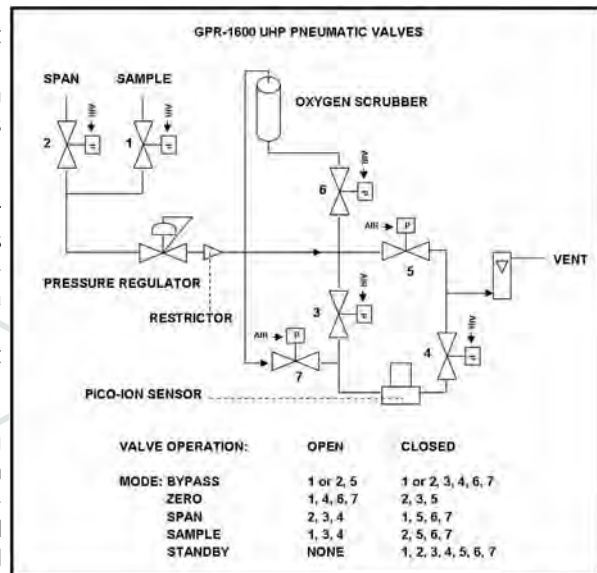 GPR-1600 UHP PNEUMATIC VALVES
SPAN SAMPLE
OXYGEN SCRUBBER
AIR AIR
2 P 1 P
AIR
6 P
AIR P
5
VENT
PRESSURE REGULATOR
AIR
RESTRICTOR
3 P
AIR
4 P
AIR P
7
PICO-ION SENSOR
VALVE OPERATION: OPEN CLOSED
MODE: BYPASS 1 or 2, 5 1 or 2, 3, 4, 6, 7
ZERO 1, 4, 6, 7 2, 3, 5
SPAN 2, 3, 4 1, 5, 6, 7
SAMPLE 1, 3, 4 2, 5, 6, 7
STANDBY NONE 1, 2, 3, 4, 5, 6, 7